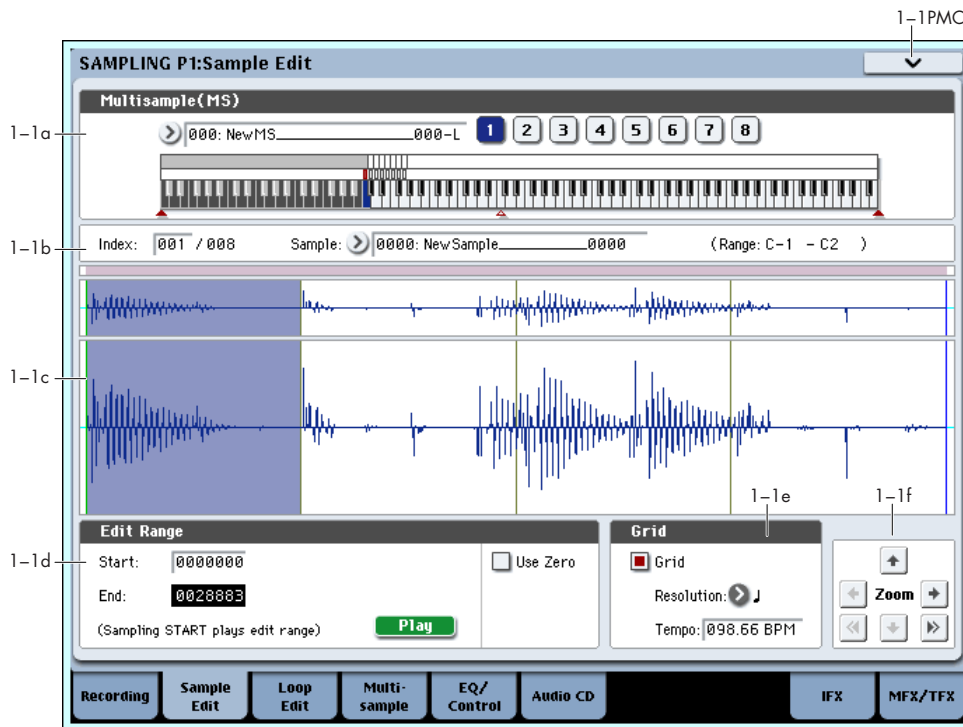 1–1PMC
SAMPLING P1:Sample Edit
Multisample(MS)
1–1a
000: NewMS 000-L 1 2 3 4 5 6 7 8
1–1b
Index: 001 / 008 Sample: 0000: NewSample 0000 (Range: C-1 - C2 )
1–1c
1–1e
1–1f
Edit Range
Grid
1–1d
Start: 0000000
Use Zero
Grid
End: 0028883
Resolution: ♩
Zoom
(Sampling START plays edit range) Play
Tempo: 098.66 BPM
Recording
Sample Edit
Loop Edit
Multi-sample
EQ/Control
Audio CD
IFX
MFX/TFX